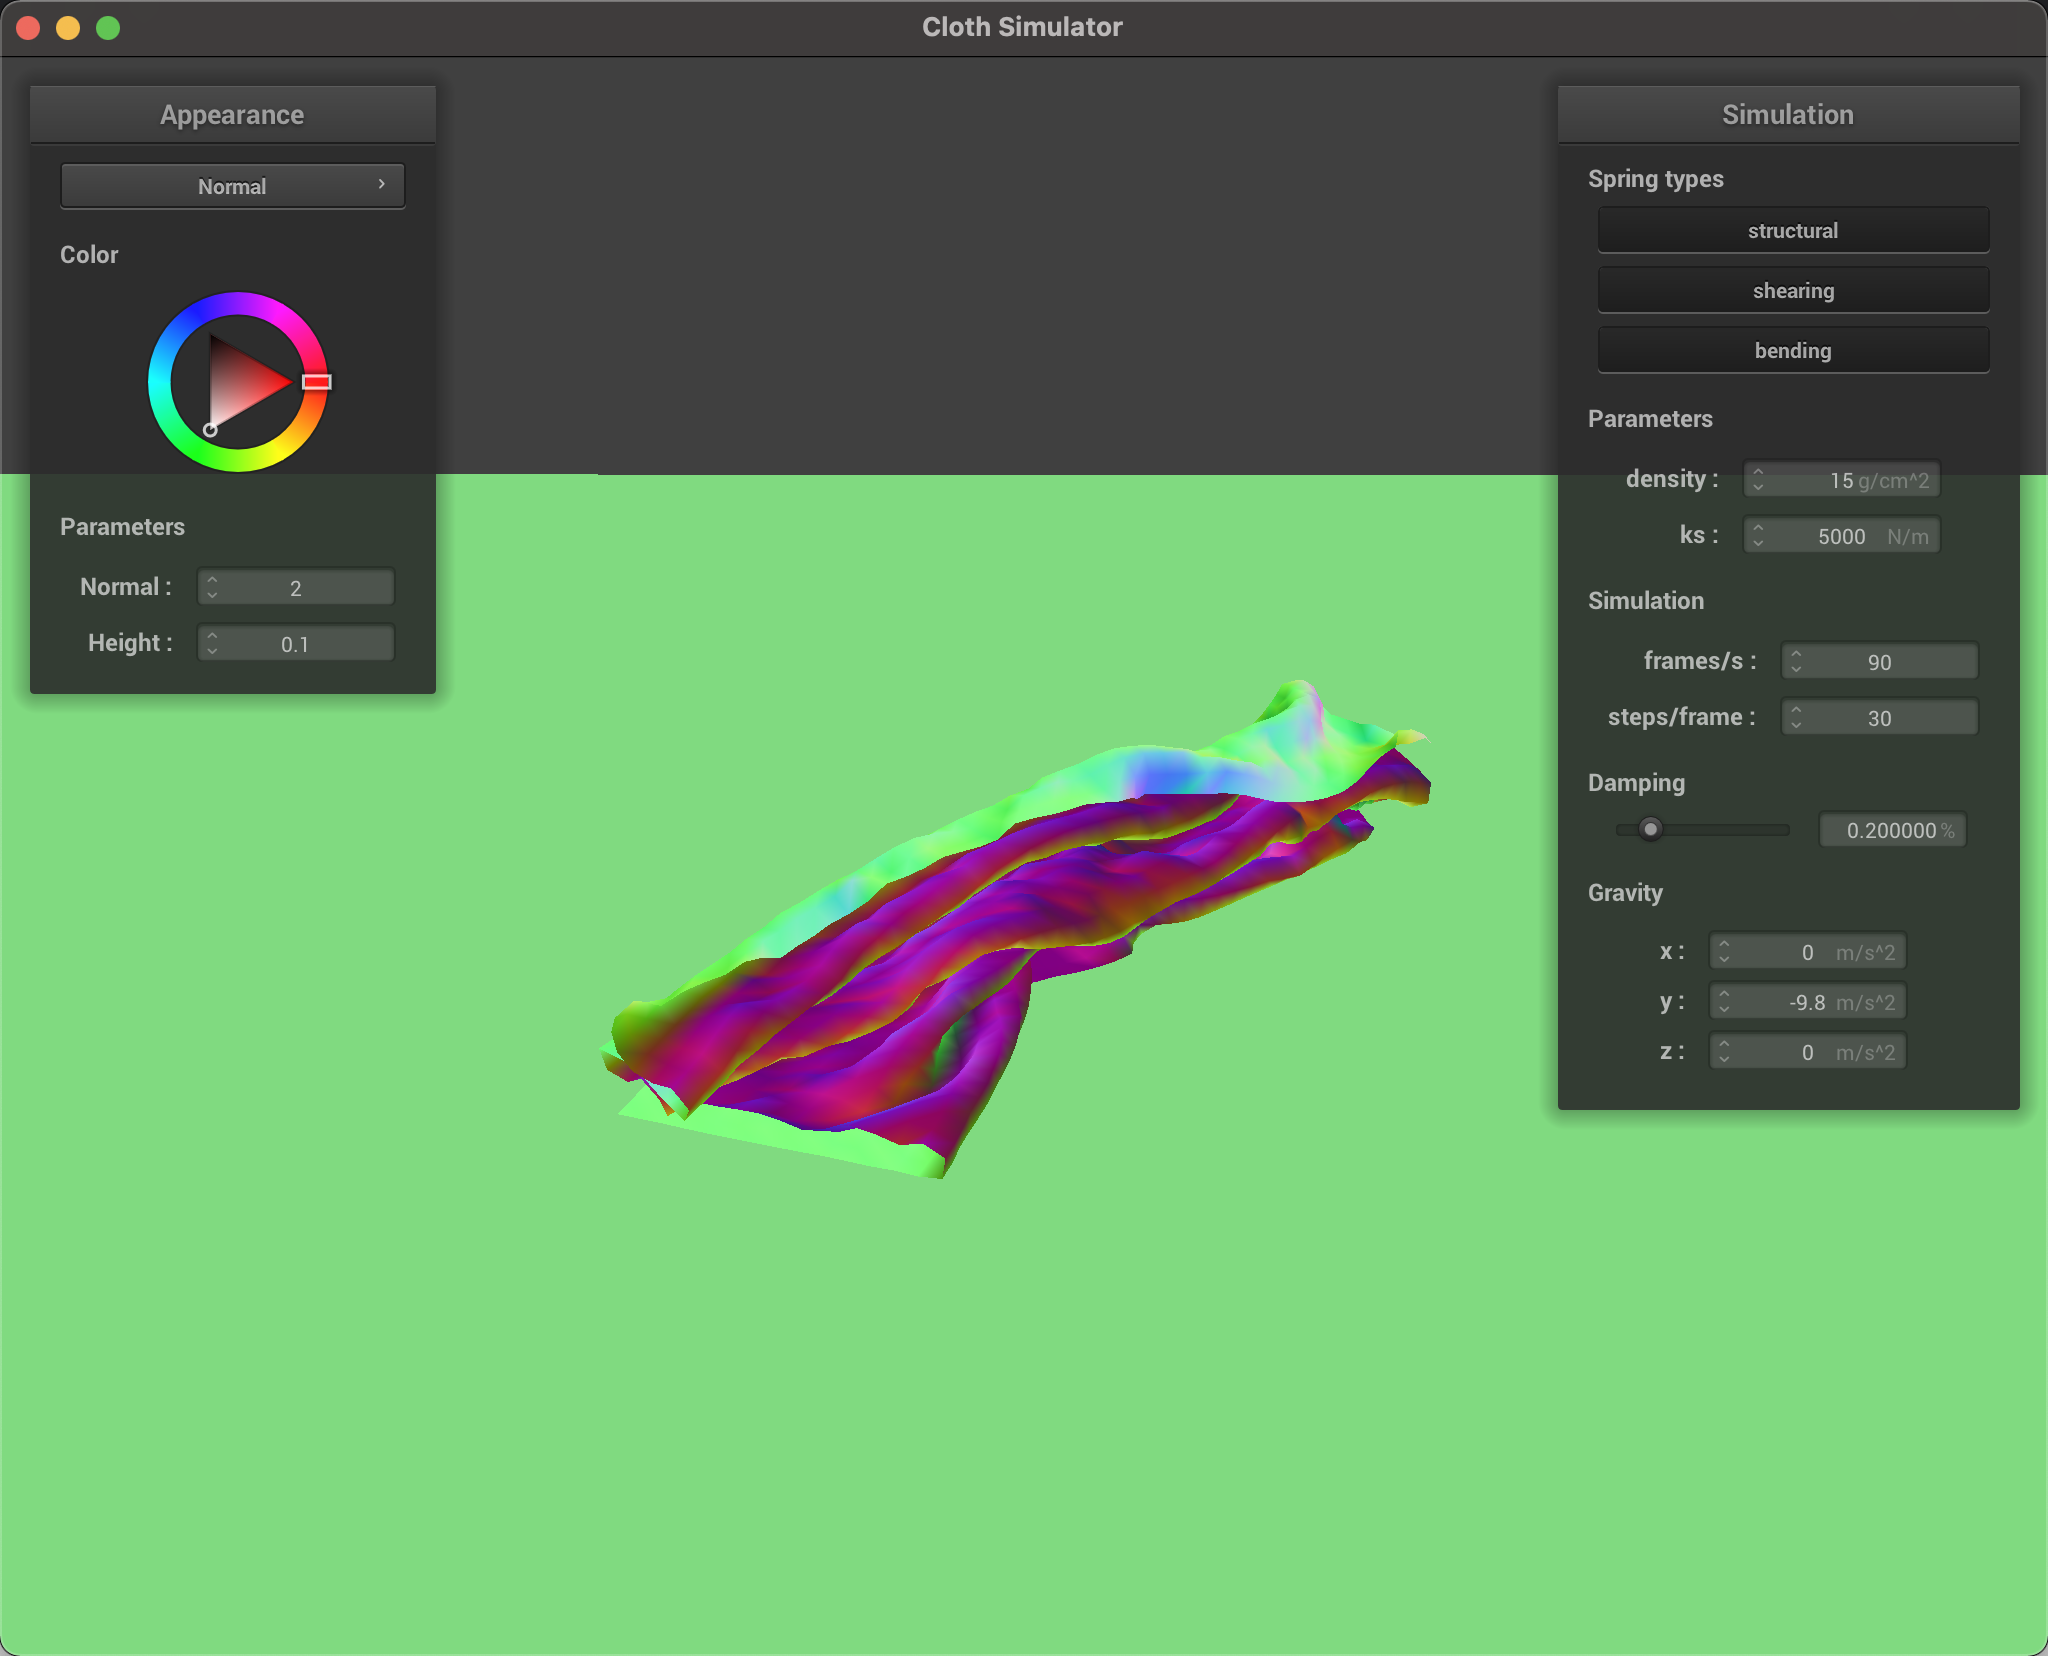 Cloth Simulator
Appearance
Normal
Color
Parameters
Normal : 2
Height : 0.1
Simulation
Spring types
structural
shearing
bending
Parameters
density : 15 g/cm^2
ks : 5000 N/m
Simulation
frames/s : 90
steps/frame : 30
Damping
0.200000 %
Gravity
x : 0 m/s^2
y : -9.8 m/s^2
z : 0 m/s^2